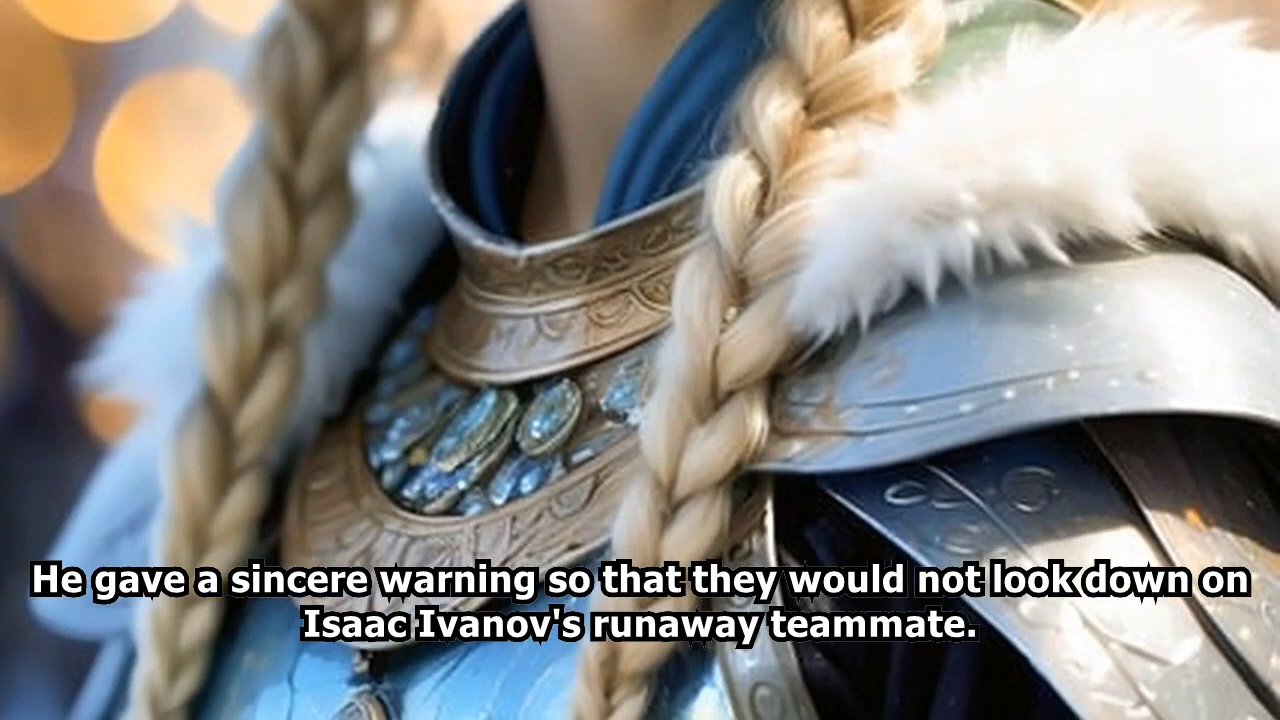 He gave a sincere warning so that they would not look down on
Isaac Ivanov's runaway teammate.